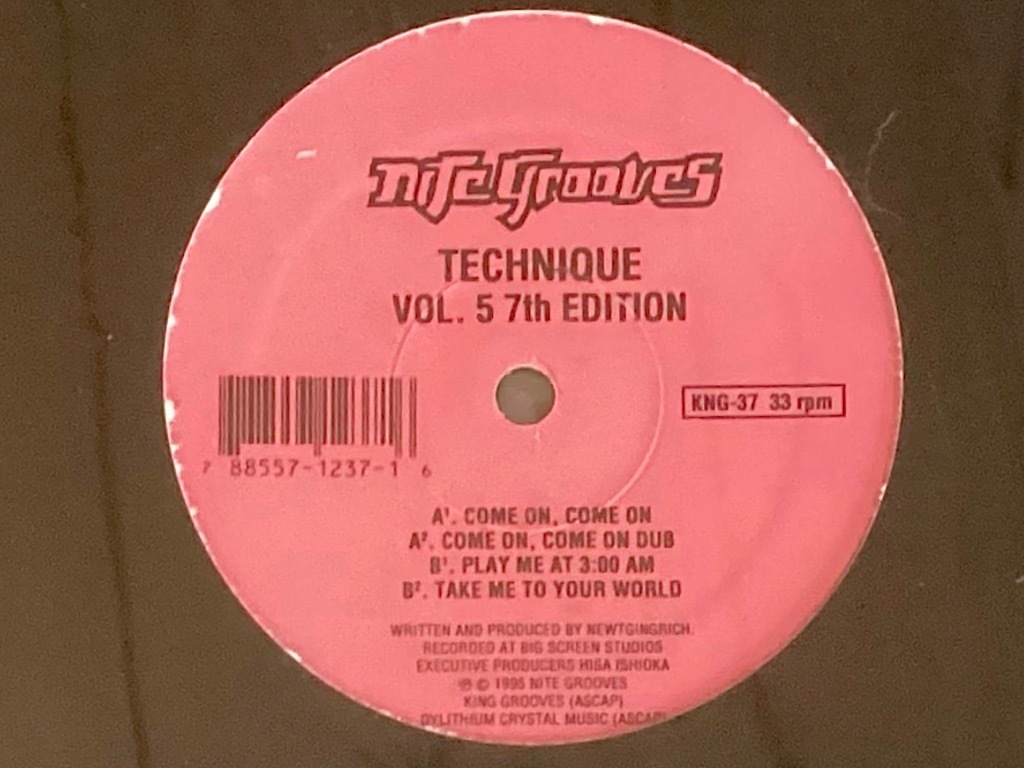 nite grooves
TECHNIQUE
VOL. 5 7th EDITION
KNG-37 33 rpm
7 88557-1237-1 6
A¹. COME ON, COME ON
A². COME ON, COME ON DUB
B¹. PLAY ME AT 3:00 AM
B². TAKE ME TO YOUR WORLD
WRITTEN AND PRODUCED BY NEWTGINGRICH.
RECORDED AT BIG SCREEN STUDIOS
EXECUTIVE PRODUCERS HISA ISHIOKA
℗ © 1995 NITE GROOVES
KING GROOVES (ASCAP)
DYLITHIUM CRYSTAL MUSIC (ASCAP)